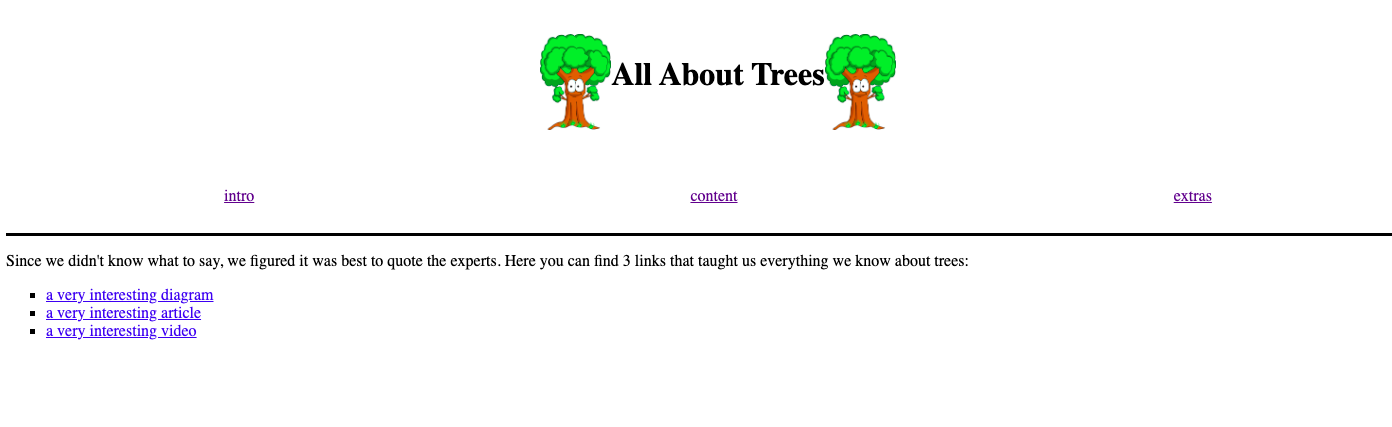 All About Trees
intro content extras
Since we didn't know what to say, we figured it was best to quote the experts. Here you can find 3 links that taught us everything we know about trees:
a very interesting diagram
a very interesting article
a very interesting video